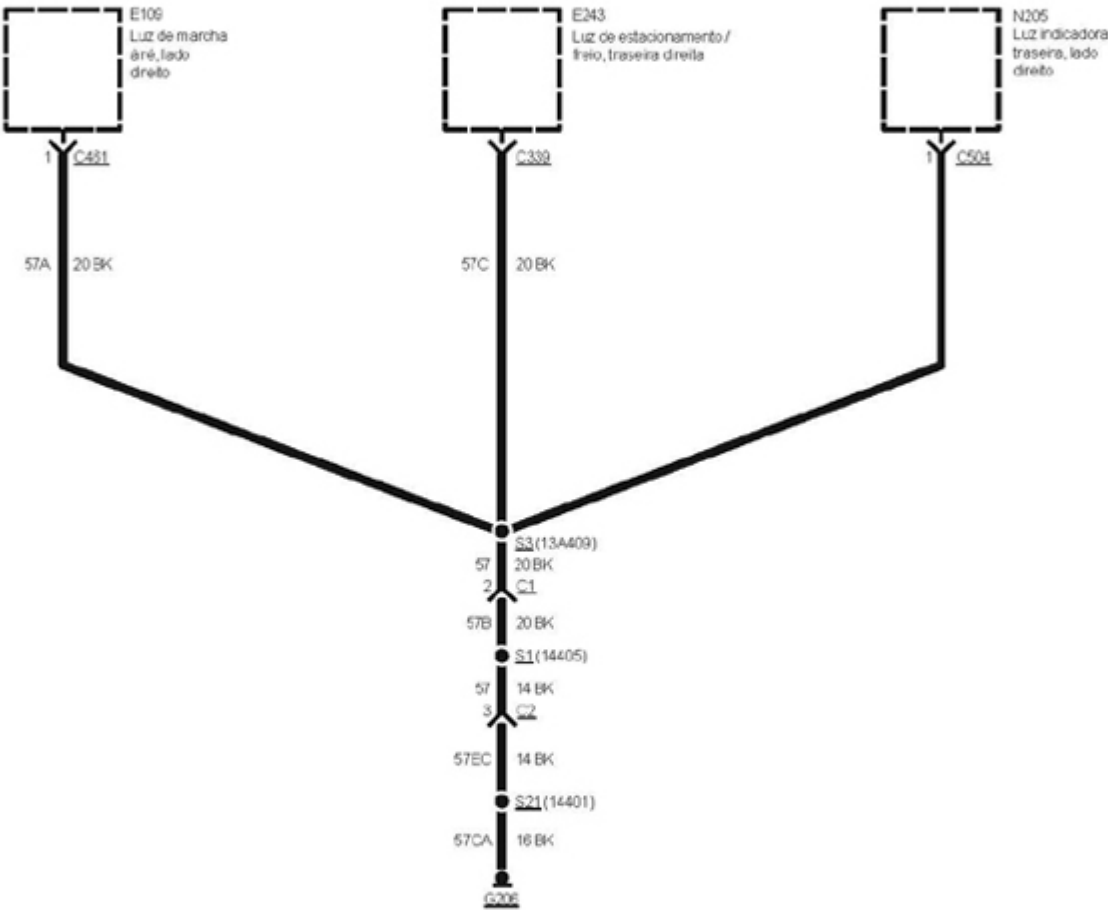 E109
Luz de marcha
à ré, lado
direito
E243
Luz de estacionamento /
freio, traseira direita
N205
Luz indicadora
traseira, lado
direito
1 C461
C339
1 C504
57A 20 BK
57C 20 BK
S3 (13A409)
57 20 BK
2 C1
57B 20 BK
S1 (14405)
57 14 BK
3 C2
57EC 14 BK
S21 (14401)
57CA 16 BK
G206